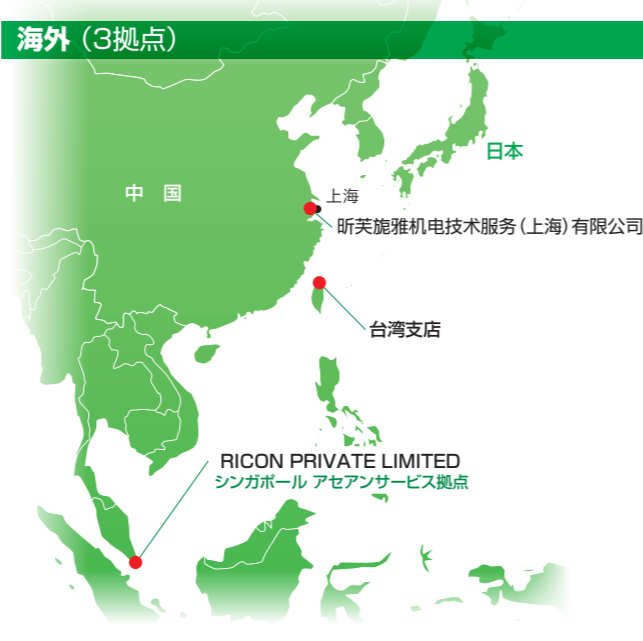 海外（3拠点）
日本
中 国
上海
昕芙旎雅机电技术服务（上海）有限公司
台湾支店
RICON PRIVATE LIMITED
シンガポール アセアンサービス拠点